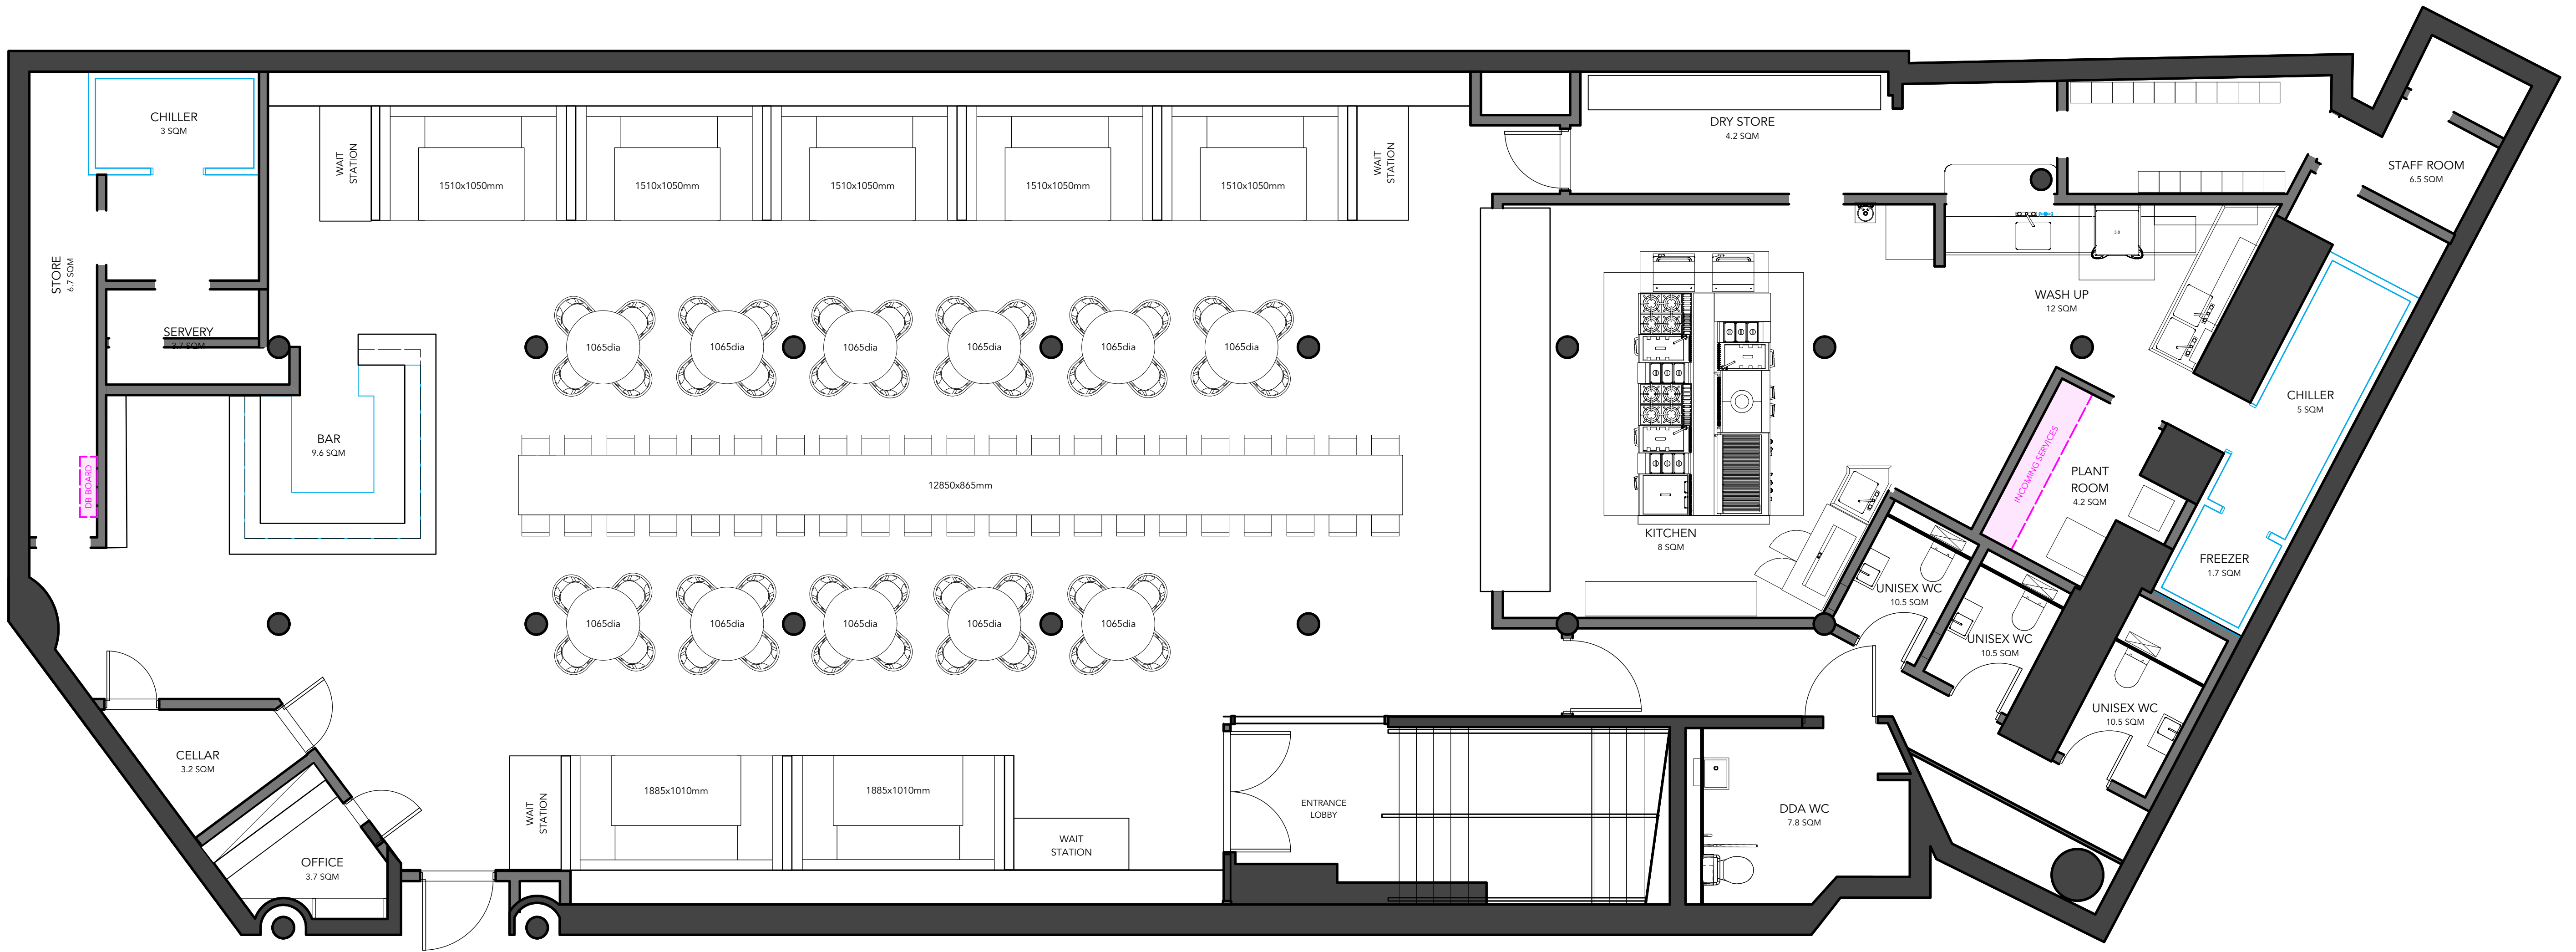 CHILLER
3 SQM
WAIT
STATION
1510x1050mm
1510x1050mm
1510x1050mm
1510x1050mm
1510x1050mm
WAIT
STATION
DRY STORE
4.2 SQM
STAFF ROOM
6.5 SQM
STORE
6.7 SQM
SERVERY
3.7 SQM
1065dia
1065dia
1065dia
1065dia
1065dia
1065dia
3.8
WASH UP
12 SQM
CHILLER
5 SQM
BAR
9.6 SQM
DB BOARD
12850x865mm
INCOMING SERVICES
PLANT
ROOM
4.2 SQM
KITCHEN
8 SQM
FREEZER
1.7 SQM
UNISEX WC
10.5 SQM
UNISEX WC
10.5 SQM
UNISEX WC
10.5 SQM
1065dia
1065dia
1065dia
1065dia
1065dia
CELLAR
3.2 SQM
OFFICE
3.7 SQM
WAIT
STATION
1885x1010mm
1885x1010mm
WAIT
STATION
ENTRANCE
LOBBY
DDA WC
7.8 SQM